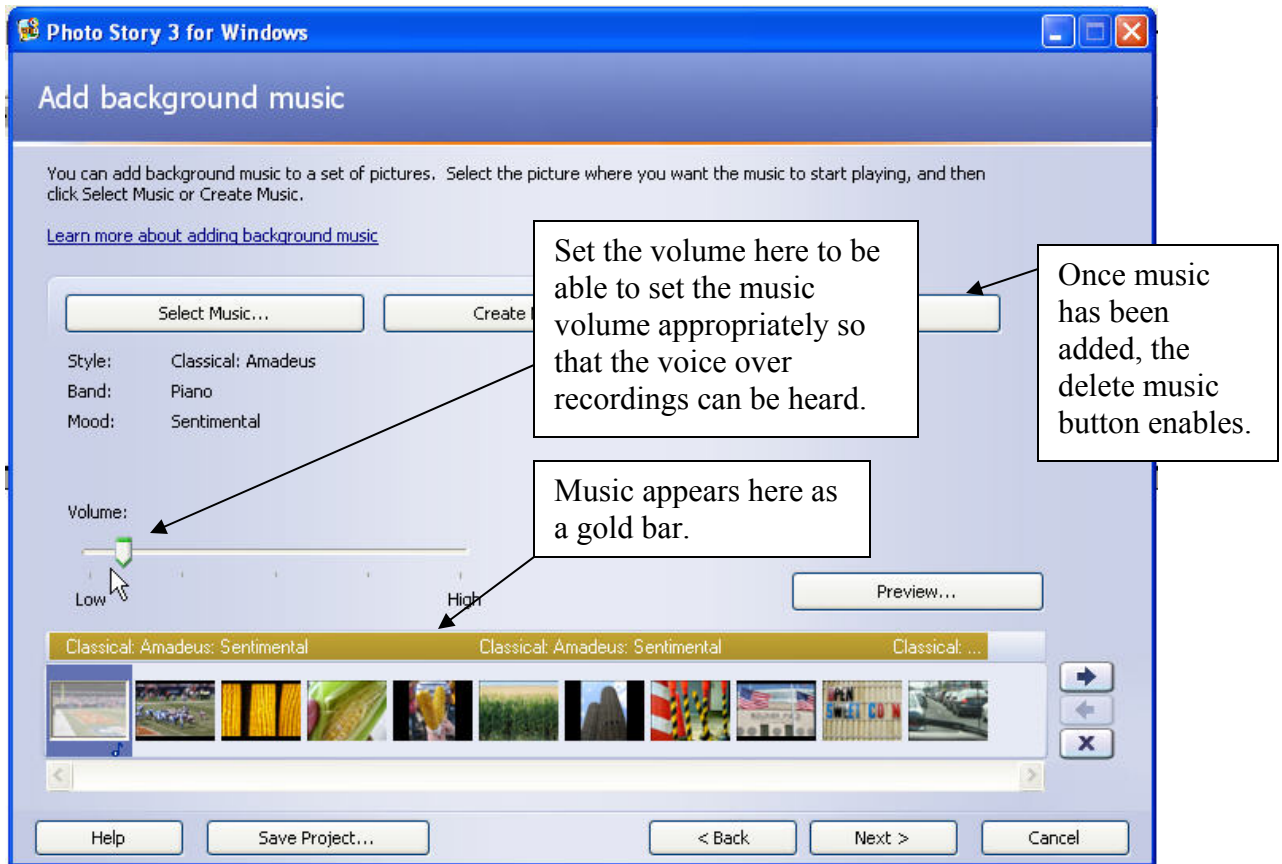 Photo Story 3 for Windows
Add background music
You can add background music to a set of pictures. Select the picture where you want the music to start playing, and then
click Select Music or Create Music.
Learn more about adding background music
Set the volume here to be
able to set the music
volume appropriately so
that the voice over
recordings can be heard.
Once music
has been
added, the
delete music
button enables.
Select Music...
Create
Style: Classical: Amadeus
Band: Piano
Mood: Sentimental
Music appears here as
a gold bar.
Volume:
Low High
Preview...
Classical: Amadeus: Sentimental Classical: Amadeus: Sentimental Classical: ...
SWEET CORN
Help Save Project... < Back Next > Cancel